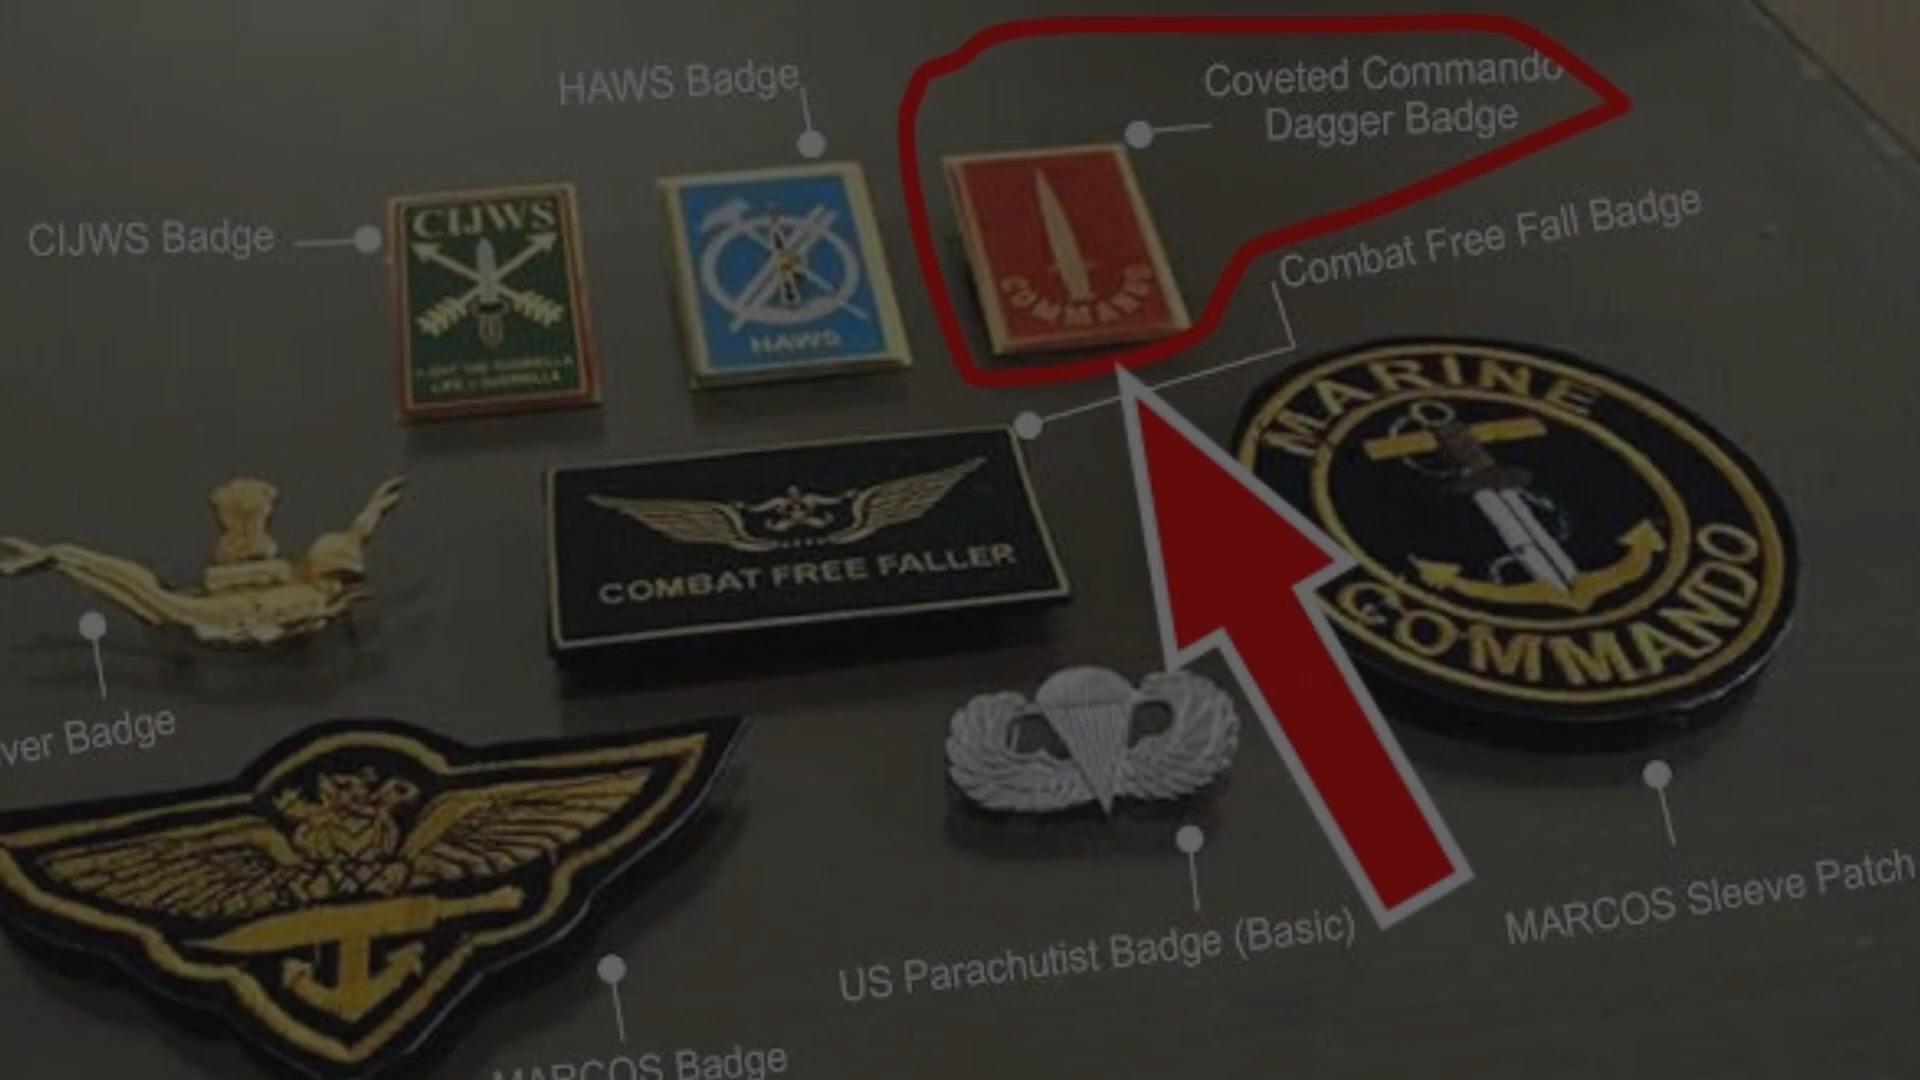 HAWS Badge
Coveted Commando
Dagger Badge
CIJWS Badge
Combat Free Fall Badge
CIJWS
HAWS
COMMANDO
MARINE
COMMANDO
COMBAT FREE FALLER
ver Badge
US Parachutist Badge (Basic)
MARCOS Sleeve Patch
MARCOS Badge